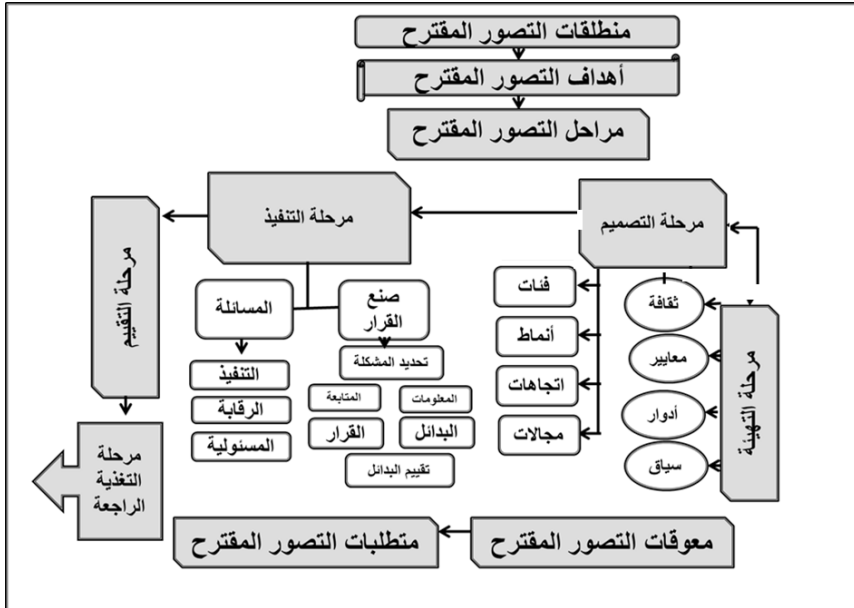 منطلقات التصور المقترح
أهداف التصور المقترح
مراحل التصور المقترح
مرحلة التهيئة
ثقافة
معايير
أدوار
سياق
مرحلة التصميم
فئات
أنماط
اتجاهات
مجالات
مرحلة التنفيذ
صنع
القرار
تحديد المشكلة
المعلومات
المتابعة
البدائل
القرار
تقييم البدائل
المسائلة
التنفيذ
الرقابة
المسئولية
مرحلة التقييم
مرحلة
التغذية
الراجعة
معوقات التصور المقترح
متطلبات التصور المقترح